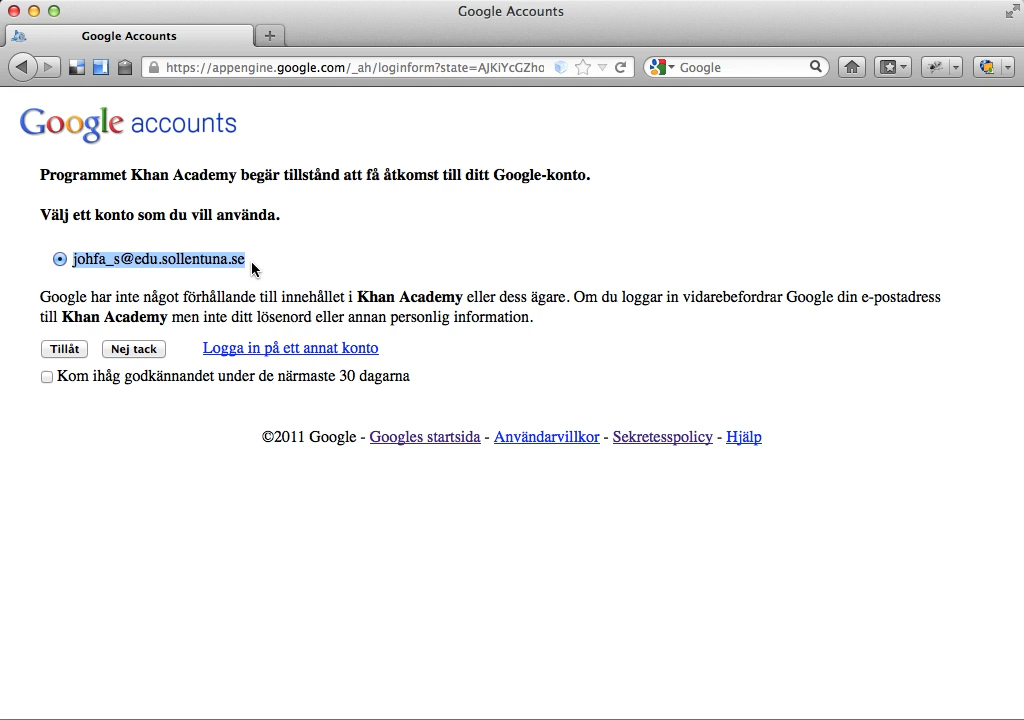 Google Accounts
Google Accounts
https://appengine.google.com/_ah/loginform?state=AJKiYcGZho
Google
Google accounts
Programmet Khan Academy begär tillstånd att få åtkomst till ditt Google-konto.
Välj ett konto som du vill använda.
johfa_s@edu.sollentuna.se
Google har inte något förhållande till innehållet i Khan Academy eller dess ägare. Om du loggar in vidarebefordrar Google din e-postadress
till Khan Academy men inte ditt lösenord eller annan personlig information.
Tillåt Nej tack Logga in på ett annat konto
Kom ihåg godkännandet under de närmaste 30 dagarna
©2011 Google - Googles startsida - Användarvillkor - Sekretesspolicy - Hjälp